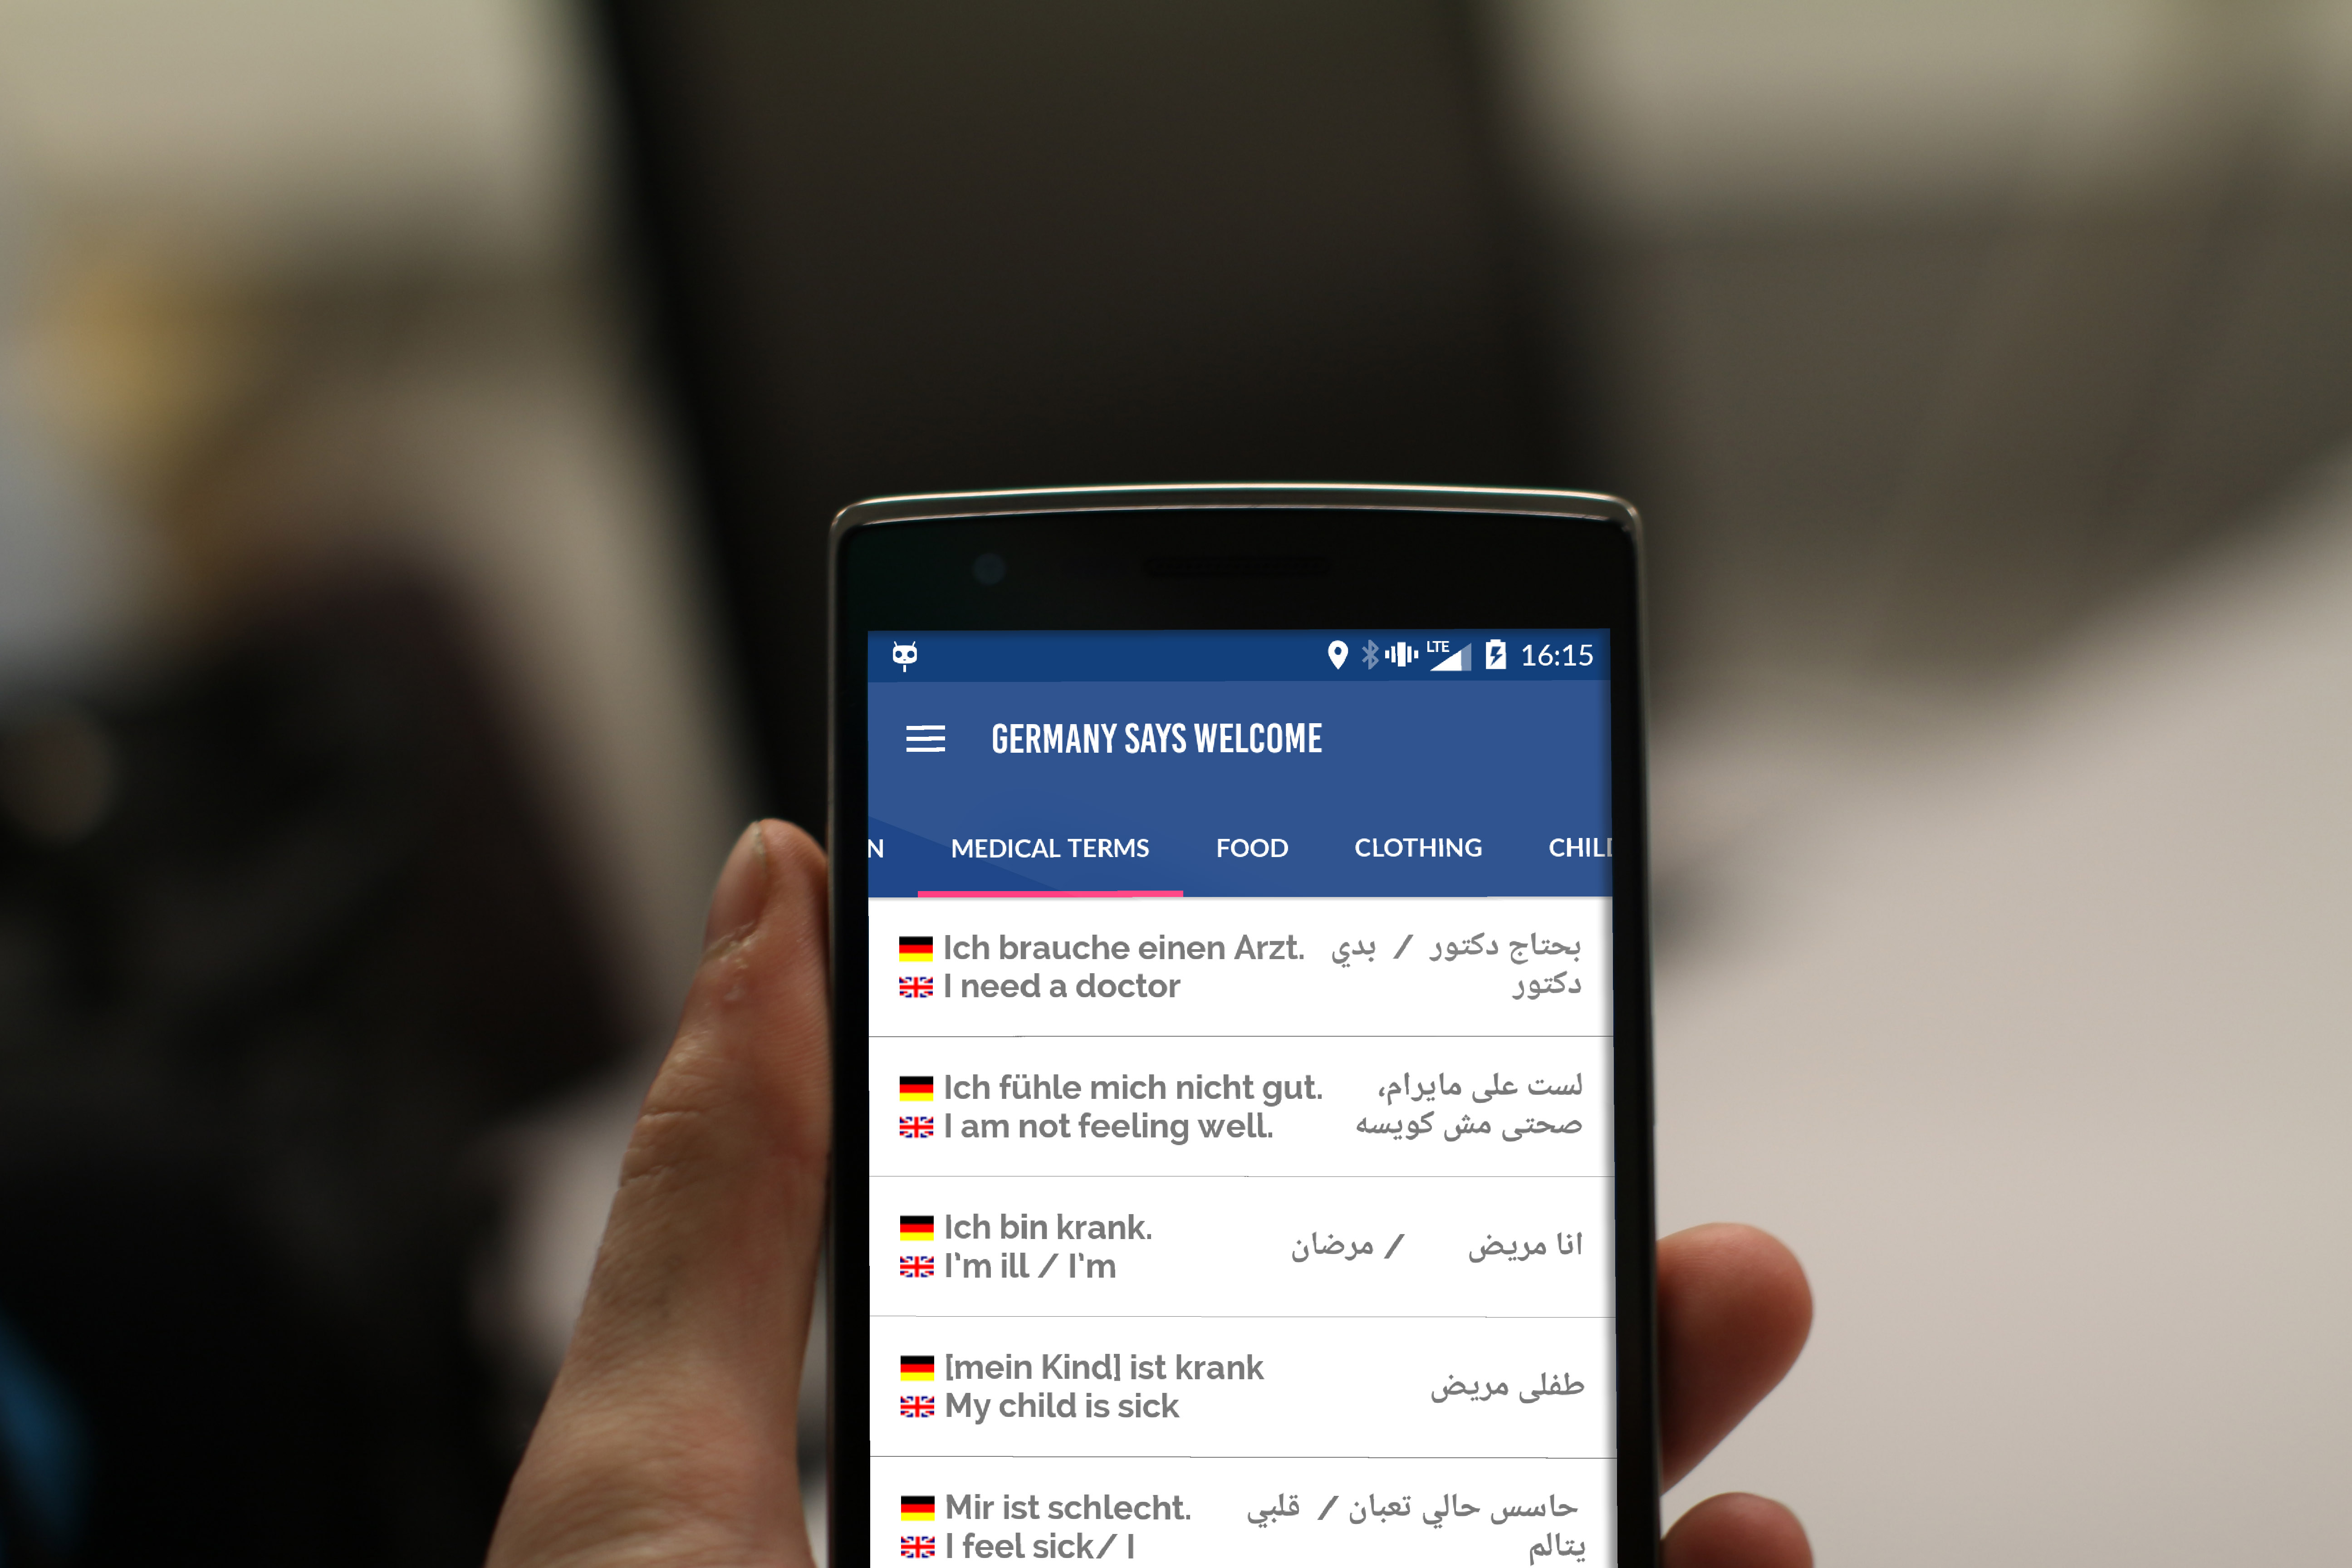 LTE 16:15
GERMANY SAYS WELCOME
N MEDICAL TERMS FOOD CLOTHING CHILD
Ich brauche einen Arzt.
I need a doctor
بحتاج دكتور / بدي
دكتور
Ich fühle mich nicht gut.
I am not feeling well.
لست على مايرام،
صحتى مش كويسه
Ich bin krank.
I'm ill / I'm
انا مريض / مرضان
[mein Kind] ist krank
My child is sick
طفلى مريض
Mir ist schlecht.
I feel sick/ I
حاسس حالي تعبان / قلبي
يتالم